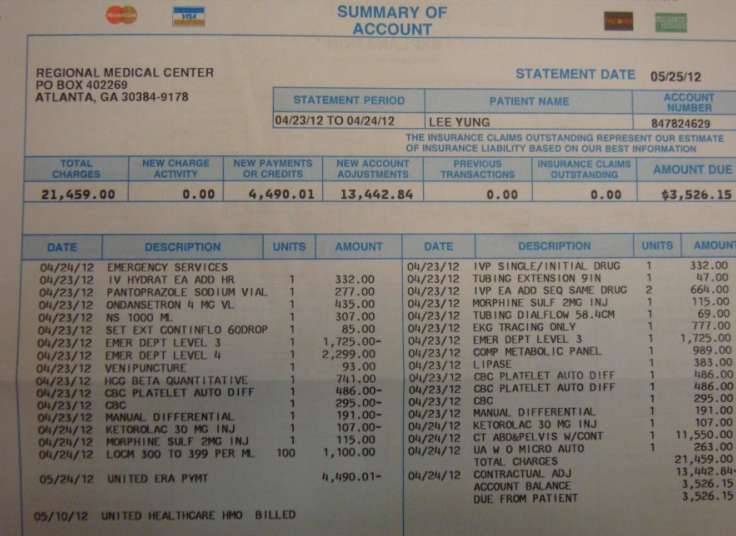 VISA
SUMMARY OF
ACCOUNT
REGIONAL MEDICAL CENTER
PO BOX 402269
ATLANTA, GA 30384-9178
STATEMENT DATE 05/25/12
STATEMENT PERIOD PATIENT NAME ACCOUNT NUMBER
04/23/12 TO 04/24/12 LEE YUNG 847824629
THE INSURANCE CLAIMS OUTSTANDING REPRESENT OUR ESTIMATE
OF INSURANCE LIABILITY BASED ON OUR BEST INFORMATION
TOTAL CHARGES NEW CHARGE ACTIVITY NEW PAYMENTS OR CREDITS NEW ACCOUNT ADJUSTMENTS PREVIOUS TRANSACTIONS INSURANCE CLAIMS OUTSTANDING AMOUNT DUE
21,459.00 0.00 4,490.01 13,442.84 0.00 0.00 $3,526.15
DATE DESCRIPTION UNITS AMOUNT
04/24/12 EMERGENCY SERVICES
04/23/12 IV HYDRAT EA ADD HR 1 332.00
04/23/12 PANTOPRAZOLE SODIUM VIAL 1 277.00
04/23/12 ONDANSETRON 4 MG VL 1 435.00
04/23/12 NS 1000 ML 1 307.00
04/23/12 SET EXT CONTINFLO 60DROP 1 85.00
04/23/12 EMER DEPT LEVEL 3 1 1,725.00-
04/23/12 EMER DEPT LEVEL 4 1 2,299.00
04/23/12 VENIPUNCTURE 1 93.00
04/23/12 HCG BETA QUANTITATIVE 1 741.00
04/23/12 CBC PLATELET AUTO DIFF 1 486.00-
04/23/12 CBC 1 295.00-
04/23/12 MANUAL DIFFERENTIAL 1 191.00-
04/24/12 KETOROLAC 30 MG INJ 1 107.00-
04/24/12 MORPHINE SULF 2MG INJ 1 115.00
04/24/12 LOCM 300 TO 399 PER ML 100 1,100.00
05/24/12 UNITED ERA PYMT 4,490.01-
05/10/12 UNITED HEALTHCARE HMO BILLED
DATE DESCRIPTION UNITS AMOUNT
04/23/12 IVP SINGLE/INITIAL DRUG 1 332.00
04/23/12 TUBING EXTENSION 9IN 1 47.00
04/23/12 IVP EA ADD SEQ SAME DRUG 2 664.00
04/23/12 MORPHINE SULF 2MG INJ 1 115.00
04/23/12 TUBING DIALFLOW 58.4CM 1 69.00
04/23/12 EKG TRACING ONLY 1 777.00
04/23/12 EMER DEPT LEVEL 3 1 1,725.00
04/23/12 COMP METABOLIC PANEL 1 989.00
04/23/12 LIPASE 1 383.00
04/23/12 CBC PLATELET AUTO DIFF 1 486.00
04/23/12 CBC PLATELET AUTO DIFF 1 486.00
04/23/12 CBC 1 295.00
04/23/12 MANUAL DIFFERENTIAL 1 191.00
04/23/12 KETOROLAC 30 MG INJ 1 107.00
04/24/12 CT ABD&PELVIS W/CONT 1 11,550.00
04/24/12 UA W O MICRO AUTO 1 263.00
TOTAL CHARGES 21,459.00
04/24/12 CONTRACTUAL ADJ 13,442.84-
ACCOUNT BALANCE 3,526.15
DUE FROM PATIENT 3,526.15